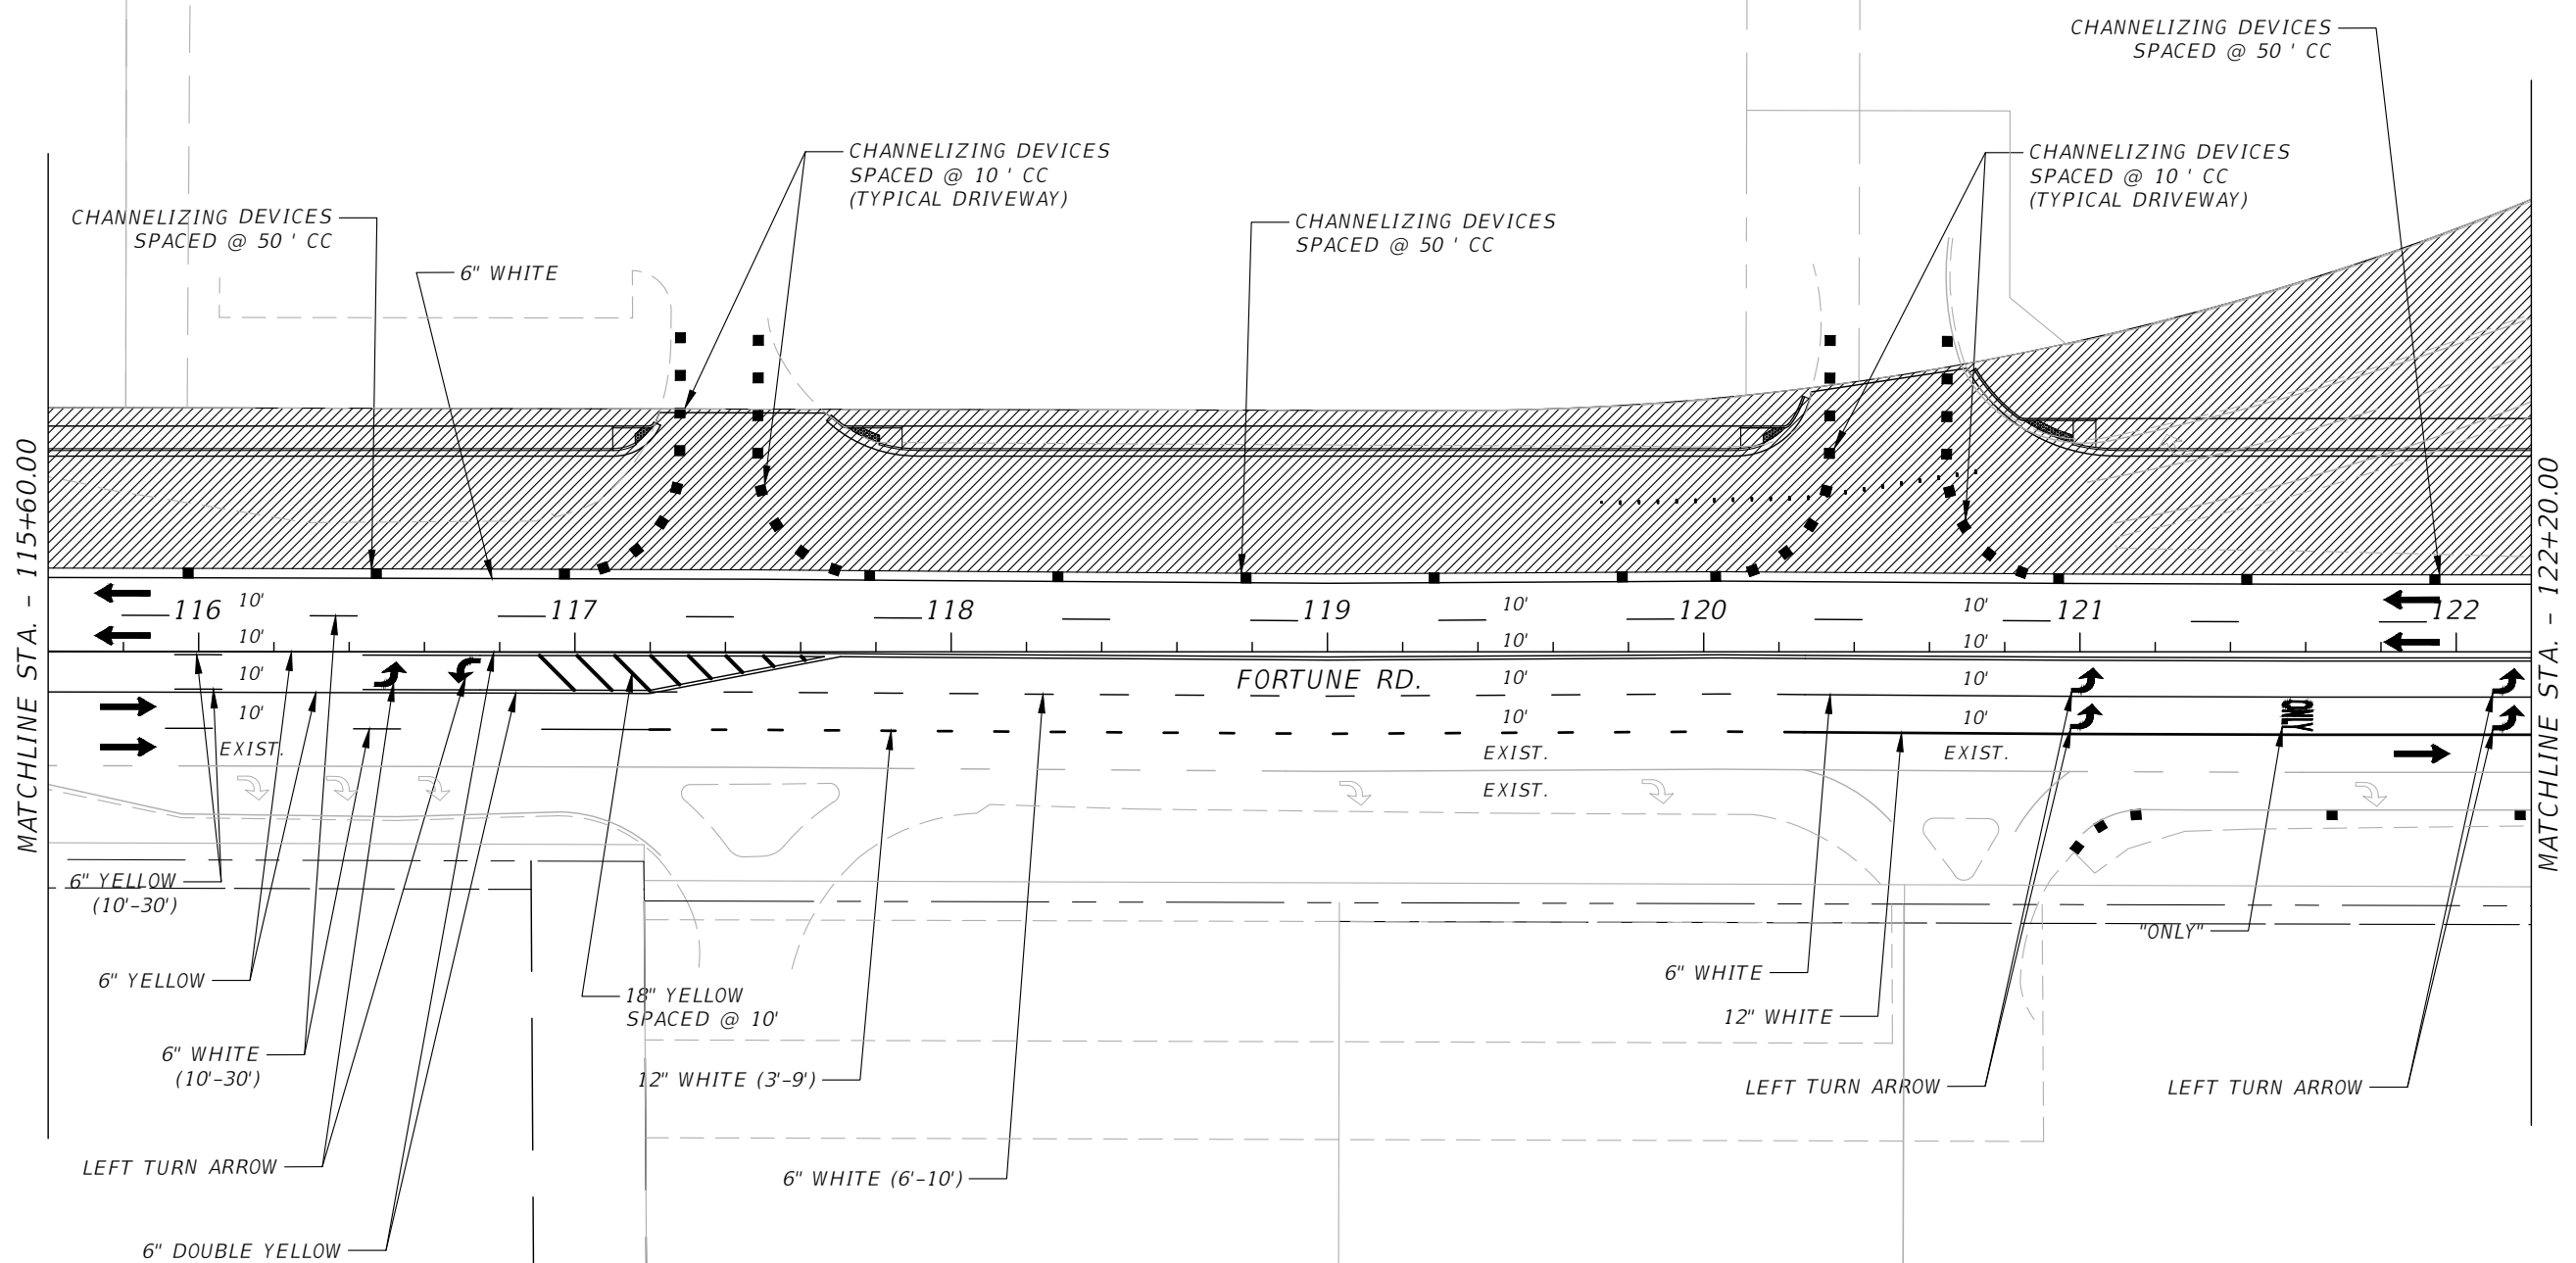 CHANNELIZING DEVICES
SPACED @ 50 ' CC
CHANNELIZING DEVICES
SPACED @ 10 ' CC
(TYPICAL DRIVEWAY)
CHANNELIZING DEVICES
SPACED @ 10 ' CC
(TYPICAL DRIVEWAY)
CHANNELIZING DEVICES
SPACED @ 50 ' CC
CHANNELIZING DEVICES
SPACED @ 50 ' CC
6" WHITE
MATCHLINE STA. - 115+60.00
MATCHLINE STA. - 122+20.00
116
10'
117
118
119
10'
120
10'
121
122
10'
10'
10'
10'
FORTUNE RD.
10'
10'
10'
10'
10'
ONLY
EXIST.
EXIST.
EXIST.
EXIST.
6" YELLOW
(10'-30')
"ONLY"
6" YELLOW
6" WHITE
18" YELLOW
SPACED @ 10'
12" WHITE
6" WHITE
(10'-30')
12" WHITE (3'-9')
LEFT TURN ARROW
LEFT TURN ARROW
LEFT TURN ARROW
6" WHITE (6'-10')
6" DOUBLE YELLOW